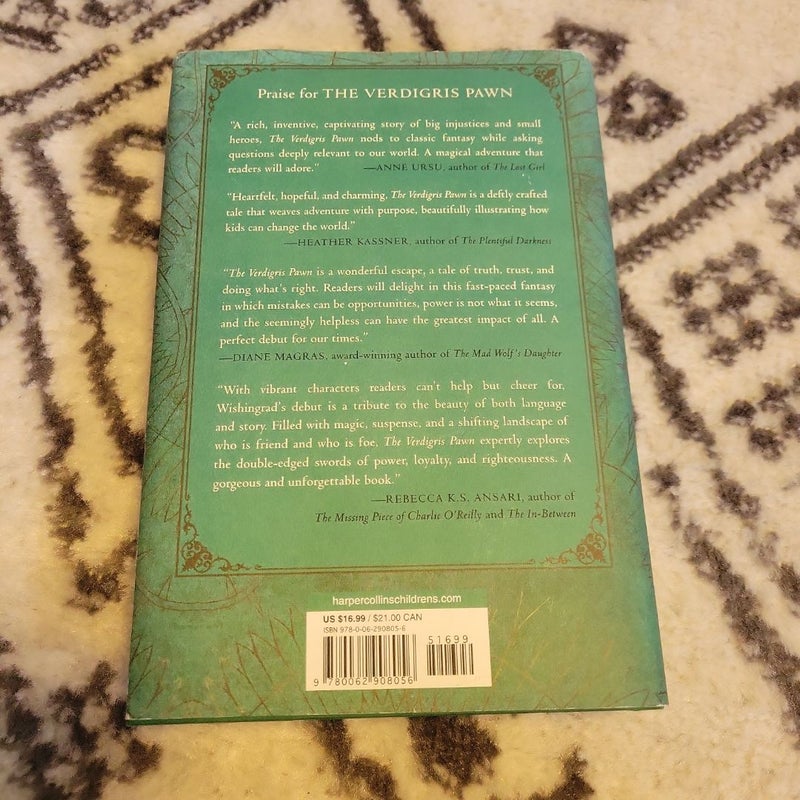 Praise for THE VERDIGRIS PAWN
"A rich, inventive, captivating story of big injustices and small
heroes, The Verdigris Pawn nods to classic fantasy while asking
questions deeply relevant to our world. A magical adventure that
readers will adore." —ANNE URSU, author of The Lost Girl
"Heartfelt, hopeful, and charming, The Verdigris Pawn is a deftly crafted
tale that weaves adventure with purpose, beautifully illustrating how
kids can change the world."
—HEATHER KASSNER, author of The Plentiful Darkness
"The Verdigris Pawn is a wonderful escape, a tale of truth, trust, and
doing what's right. Readers will delight in this fast-paced fantasy
in which mistakes can be opportunities, power is not what it seems,
and the seemingly helpless can have the greatest impact of all. A
perfect debut for our times."
—DIANE MAGRAS, award-winning author of The Mad Wolf's Daughter
"With vibrant characters readers can't help but cheer for,
Wishingrad's debut is a tribute to the beauty of both language
and story. Filled with magic, suspense, and a shifting landscape of
who is friend and who is foe, The Verdigris Pawn expertly explores
the double-edged swords of power, loyalty, and righteousness. A
gorgeous and unforgettable book."
—REBECCA K.S. ANSARI, author of
The Missing Piece of Charlie O'Reilly and The In-Between
harpercollinschildrens.com
US $16.99 / $21.00 CAN
ISBN 978-0-06-290805-6
51699
9 780062 908056